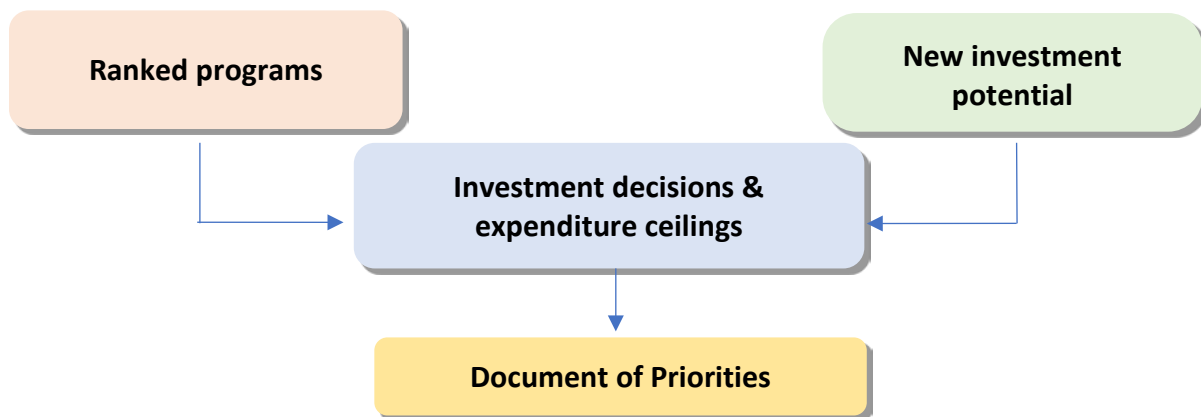 Ranked programs
New investment
potential
Investment decisions &
expenditure ceilings
Document of Priorities